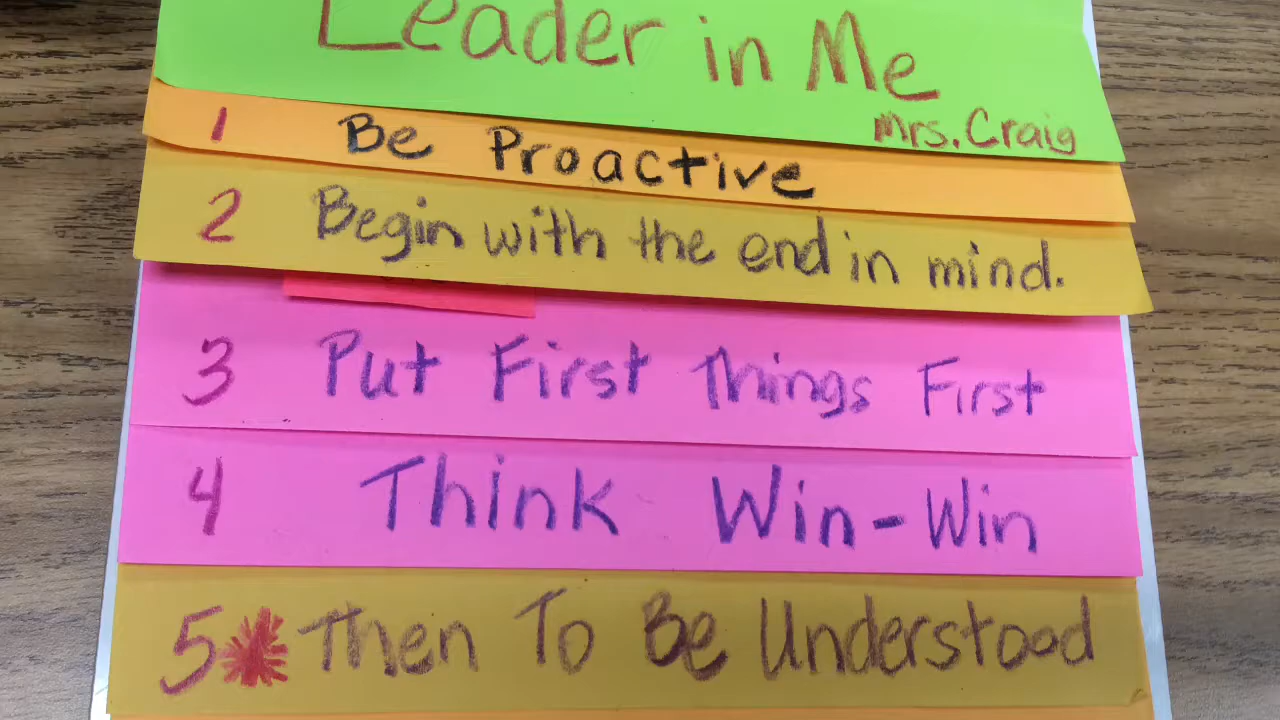 Leader in Me
Mrs. Craig
1 Be Proactive
2 Begin with the end in mind.
3 Put First Things First
4 Think Win-Win
5* Then To Be Understood